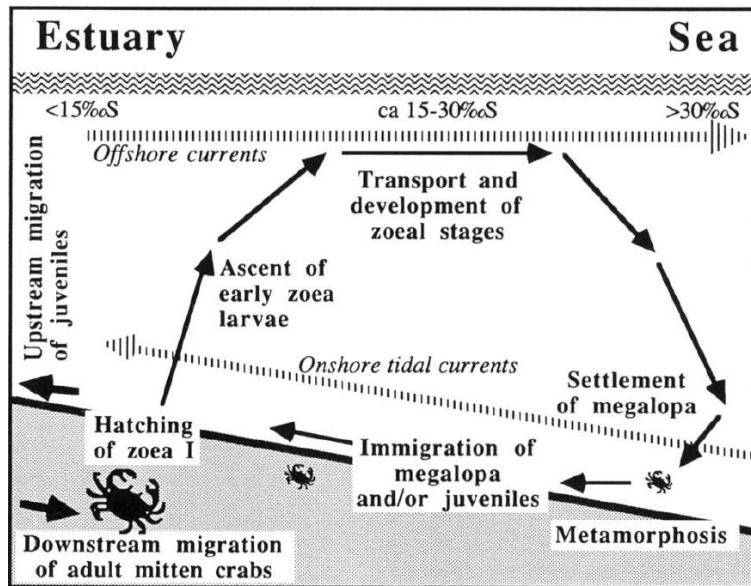 Estuary
Sea
<15‰S
ca 15-30‰S
>30‰S
Offshore currents
Transport and
development of
zoeal stages
Upstream migration
of juveniles
Ascent of
early zoea
larvae
Onshore tidal currents
Settlement
of megalopa
Hatching
of zoea I
Immigration of
megalopa
and/or juveniles
Metamorphosis
Downstream migration
of adult mitten crabs